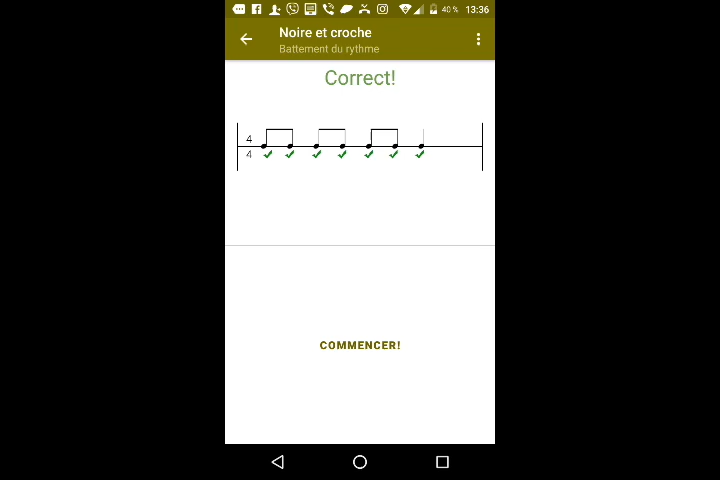 40 % 13:36
Noire et croche
Battement du rythme
Correct!
4
4
COMMENCER!